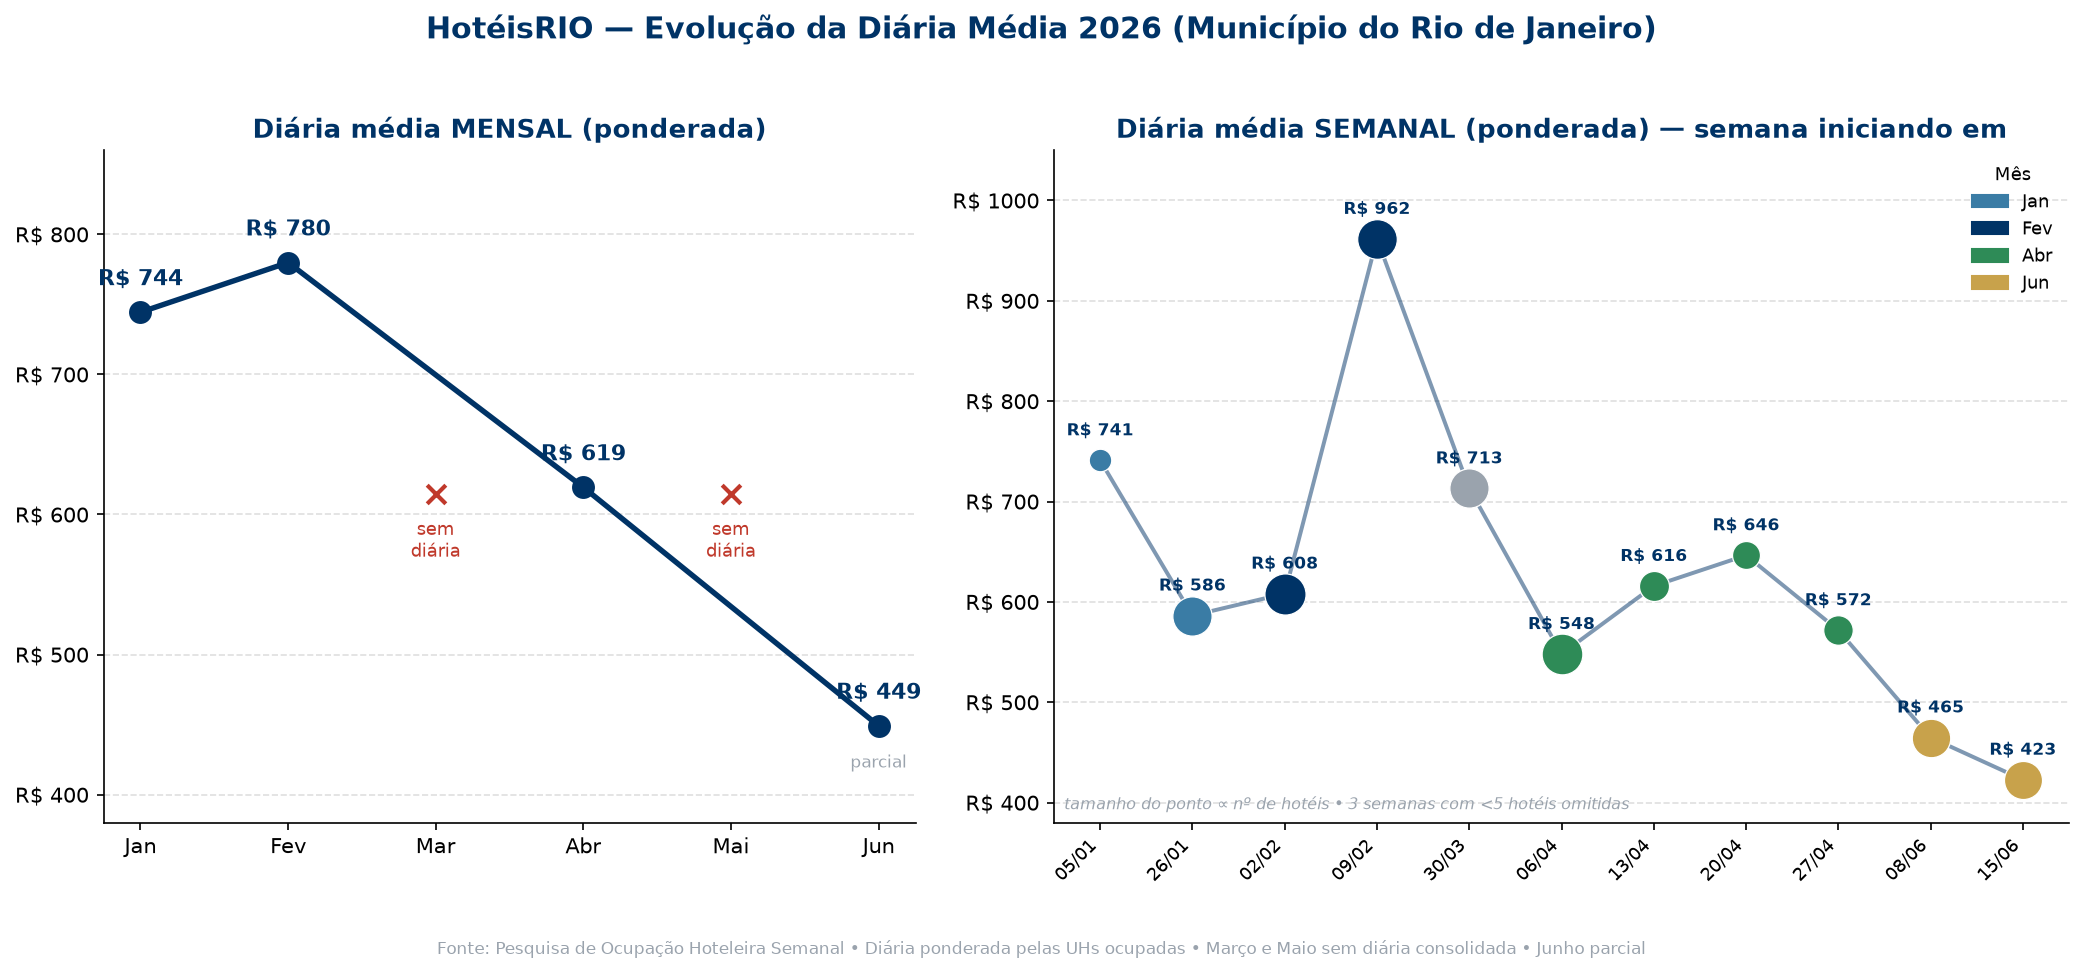 HotéisRIO — Evolução da Diária Média 2026 (Município do Rio de Janeiro)
Diária média MENSAL (ponderada)
R$ 800
R$ 700
R$ 600
R$ 500
R$ 400
R$ 744
R$ 780
R$ 619
R$ 449
sem
diária
sem
diária
parcial
Jan
Fev
Mar
Abr
Mai
Jun
Diária média SEMANAL (ponderada) — semana iniciando em
R$ 1000
R$ 900
R$ 800
R$ 700
R$ 600
R$ 500
R$ 400
Mês
Jan
Fev
Abr
Jun
R$ 741
R$ 586
R$ 608
R$ 962
R$ 713
R$ 548
R$ 616
R$ 646
R$ 572
R$ 465
R$ 423
tamanho do ponto ∝ nº de hotéis • 3 semanas com <5 hotéis omitidas
05/01
26/01
02/02
09/02
30/03
06/04
13/04
20/04
27/04
08/06
15/06
Fonte: Pesquisa de Ocupação Hoteleira Semanal • Diária ponderada pelas UHs ocupadas • Março e Maio sem diária consolidada • Junho parcial